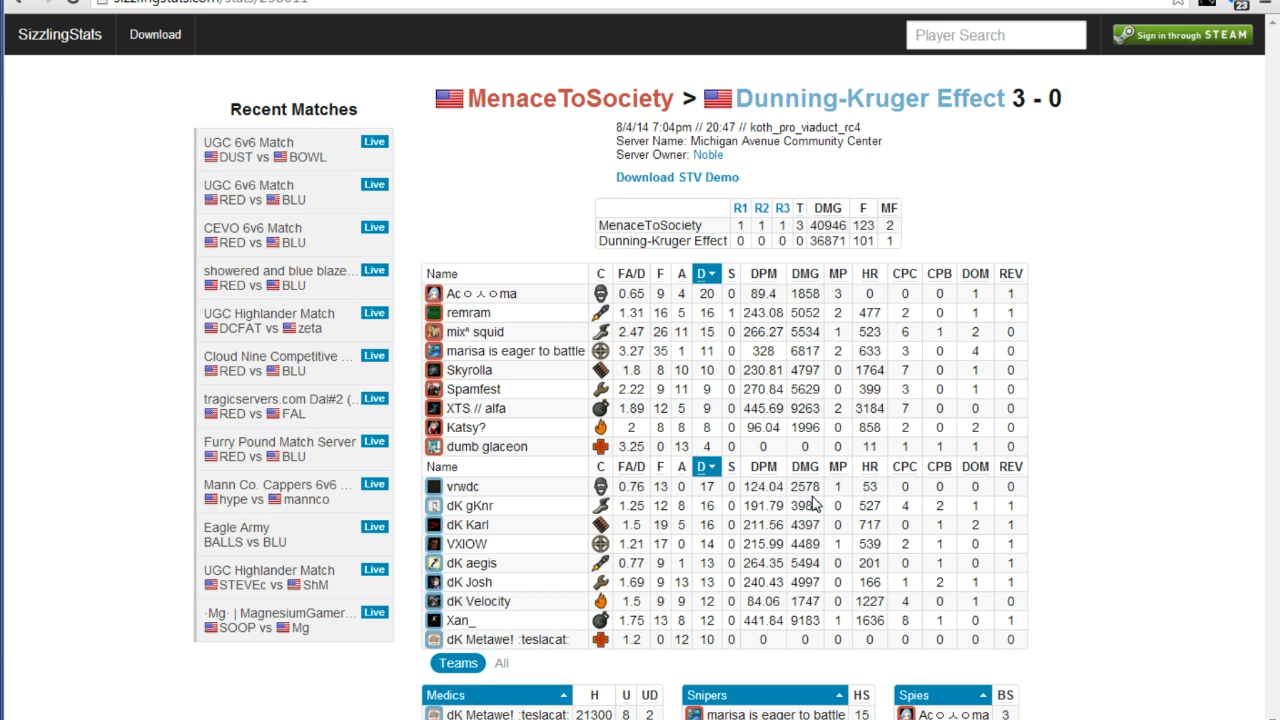 SizzlingStats Download Player Search Sign in through STEAM
23
MenaceToSociety > Dunning-Kruger Effect 3 - 0
8/4/14 7:04pm // 20:47 // koth_pro_viaduct_rc4
Server Name: Michigan Avenue Community Center
Server Owner: Noble
Download STV Demo
R1 R2 R3 T DMG F MF
MenaceToSociety 1 1 1 3 40946 123 2
Dunning-Kruger Effect 0 0 0 0 36871 101 1
Recent Matches
UGC 6v6 Match Live
DUST vs BOWL
UGC 6v6 Match Live
RED vs BLU
CEVO 6v6 Match Live
RED vs BLU
showered and blue blaze... Live
RED vs BLU
UGC Highlander Match Live
DCFAT vs zeta
Cloud Nine Competitive ... Live
RED vs BLU
tragicservers.com Dal#2 (... Live
RED vs FAL
Furry Pound Match Server Live
RED vs BLU
Mann Co. Cappers 6v6 ... Live
hype vs mannco
Eagle Army Live
BALLS vs BLU
UGC Highlander Match Live
STEVEc vs ShM
·Mg· | MagnesiumGamer... Live
SOOP vs Mg
Name C FA/D F A D S DPM DMG MP HR CPC CPB DOM REV
Acㅇㅅㅇma 0.65 9 4 20 0 89.4 1858 3 0 0 0 1 1
remram 1.31 16 5 16 1 243.08 5052 2 477 2 0 1 1
mix^ squid 2.47 26 11 15 0 266.27 5534 1 523 6 1 2 0
marisa is eager to battle 3.27 35 1 11 0 328 6817 2 633 3 0 4 0
Skyrolla 1.8 8 10 10 0 230.81 4797 0 1764 7 0 1 0
Spamfest 2.22 9 11 9 0 270.84 5629 0 399 3 0 1 0
XTS // alfa 1.89 12 5 9 0 445.69 9263 2 3184 7 0 0 0
Katsy? 2 8 8 8 0 96.04 1996 0 858 2 0 2 0
dumb glaceon 3.25 0 13 4 0 0 0 0 11 1 1 1 0
Name C FA/D F A D S DPM DMG MP HR CPC CPB DOM REV
vrwdc 0.76 13 0 17 0 124.04 2578 1 53 0 0 0 0
dK gKnr 1.25 12 8 16 0 191.79 0 527 4 2 1 1
dK Karl 1.5 19 5 16 0 211.56 4397 0 717 0 1 2 1
VXIOW 1.21 17 0 14 0 215.99 4489 1 539 2 1 0 1
dK aegis 0.77 9 1 13 0 264.35 5494 0 201 0 1 0 1
dK Josh 1.69 9 13 13 0 240.43 4997 0 166 1 2 1 1
dK Velocity 1.5 9 9 12 0 84.06 1747 0 1227 4 0 1 0
Xan_ 1.75 13 8 12 0 441.84 9183 1 1636 8 1 0 1
dK Metawe! :teslacat: 1.2 0 12 10 0 0 0 0 0 0 0 0 0
Teams All
Medics H U UD Snipers HS Spies BS
dK Metawe! :teslacat: 21300 8 2 marisa is eager to battle 15 Acㅇㅅㅇma 3